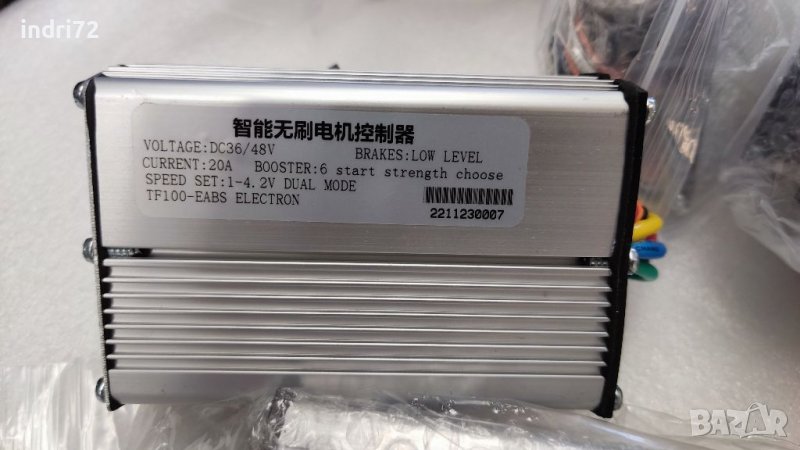 indri72
智能无刷电机控制器
VOLTAGE:DC36/48V BRAKES:LOW LEVEL
CURRENT:20A BOOSTER:6 start strength choose
SPEED SET:1-4.2V DUAL MODE
TF100-EABS ELECTRON
2211230007
BAZAR